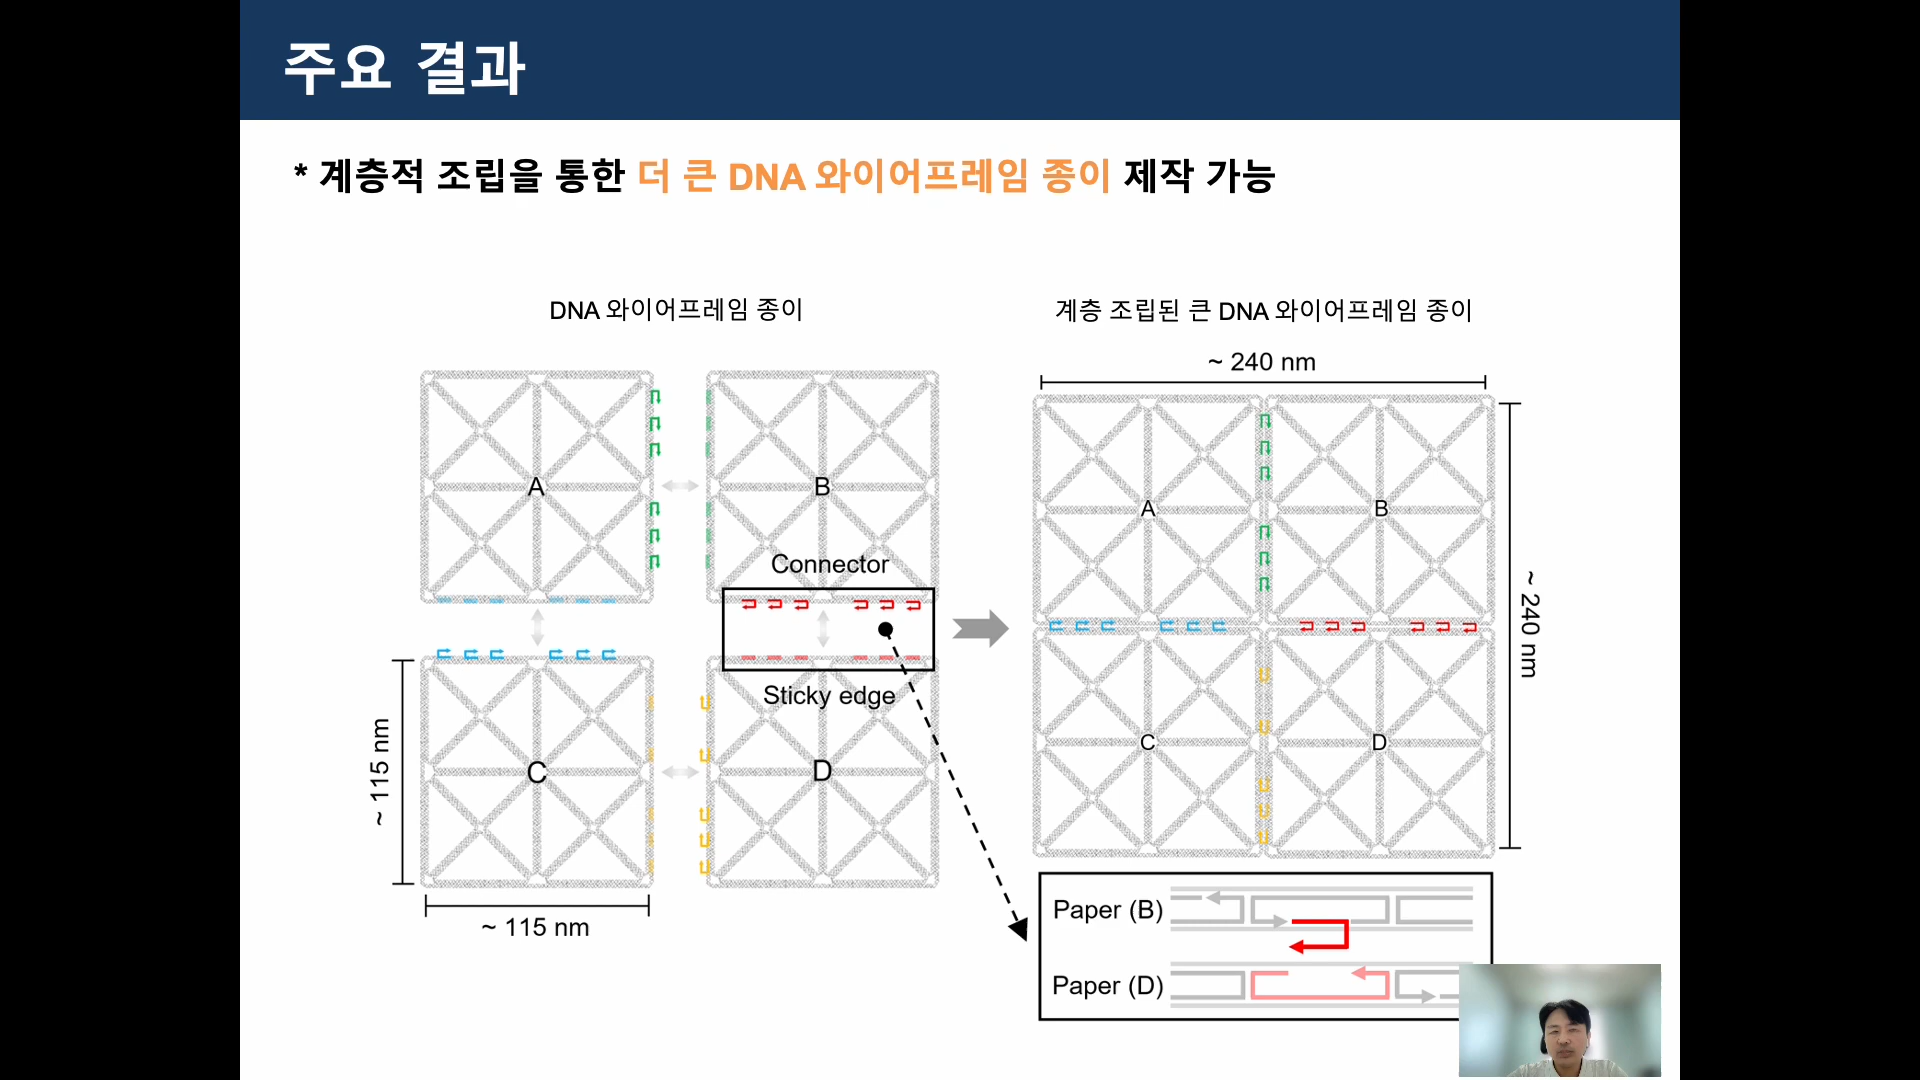 주요 결과
* 계층적 조립을 통한 더 큰 DNA 와이어프레임 종이 제작 가능
DNA 와이어프레임 종이
계층 조립된 큰 DNA 와이어프레임 종이
~ 240 nm
A
B
Connector
Sticky edge
C
D
~ 115 nm
~ 115 nm
A
B
C
D
~ 240 nm
Paper (B)
Paper (D)